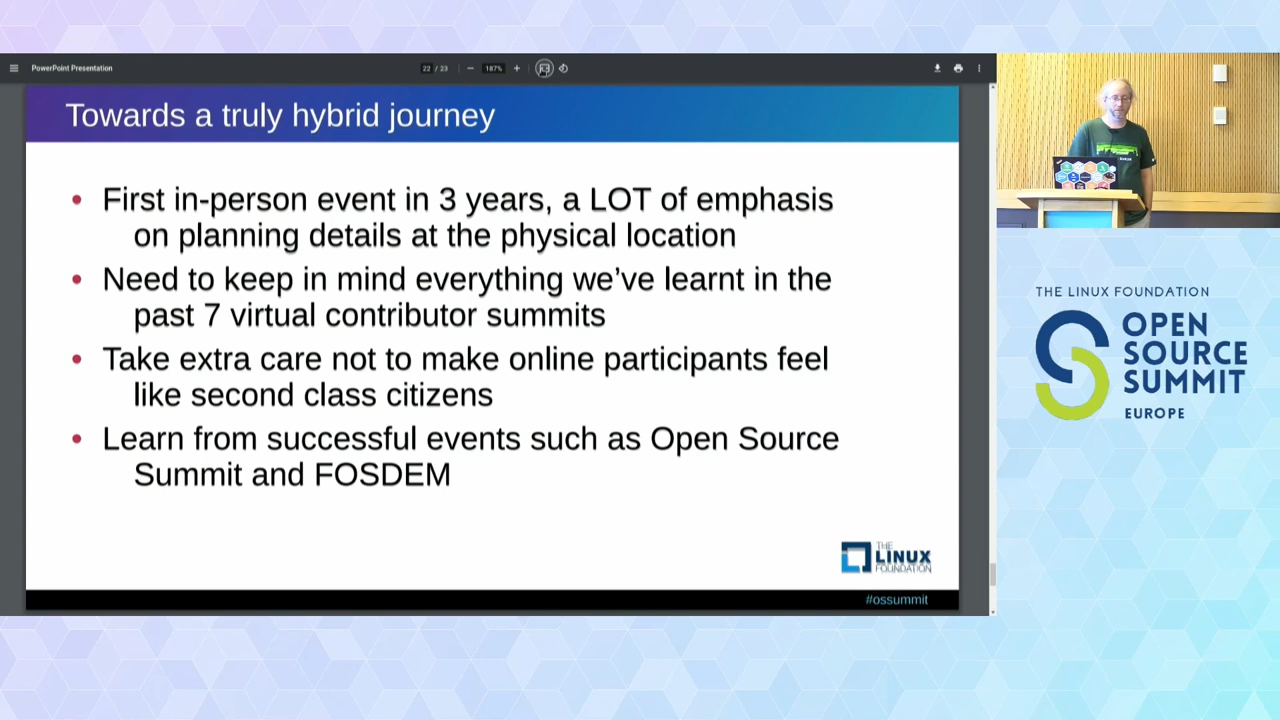 PowerPoint Presentation
22 / 23
187%
Towards a truly hybrid journey
• First in-person event in 3 years, a LOT of emphasis
on planning details at the physical location
• Need to keep in mind everything we’ve learnt in the
past 7 virtual contributor summits
• Take extra care not to make online participants feel
like second class citizens
• Learn from successful events such as Open Source
Summit and FOSDEM
THE
LINUX
FOUNDATION
#ossummit
THE LINUX FOUNDATION
OPEN
SOURCE
SUMMIT
EUROPE